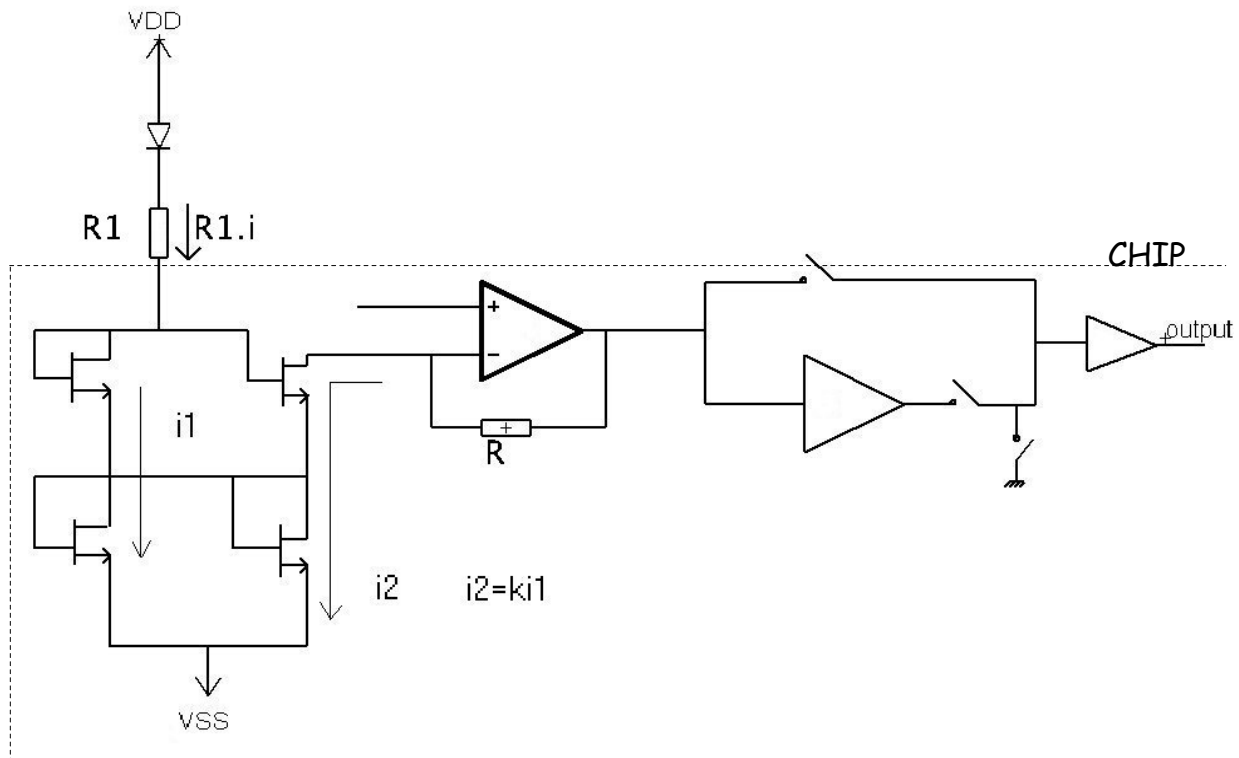 VDD
R1
R1.i
CHIP
+
-
+
output
i1
+
R
i2
i2=ki1
VSS